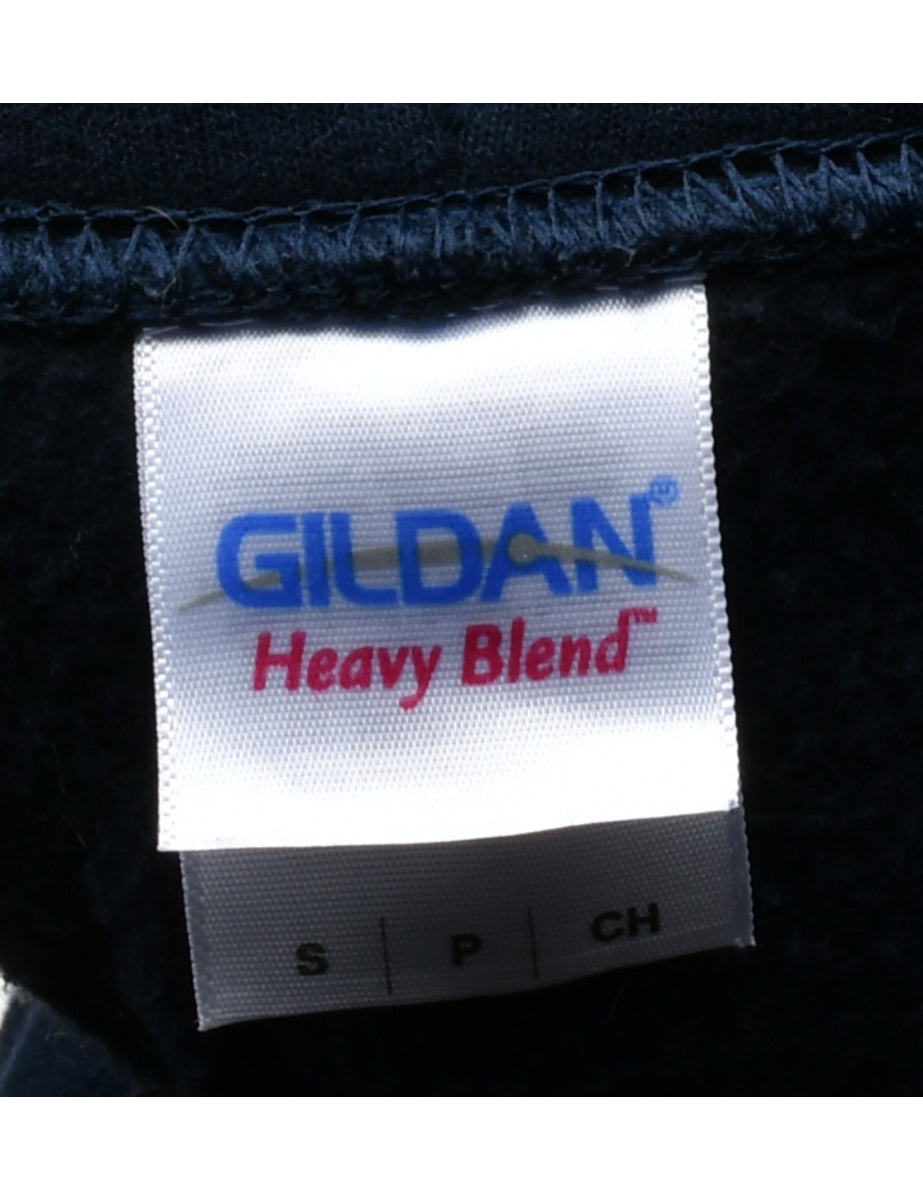 GILDAN®
Heavy Blend™
S | P | CH